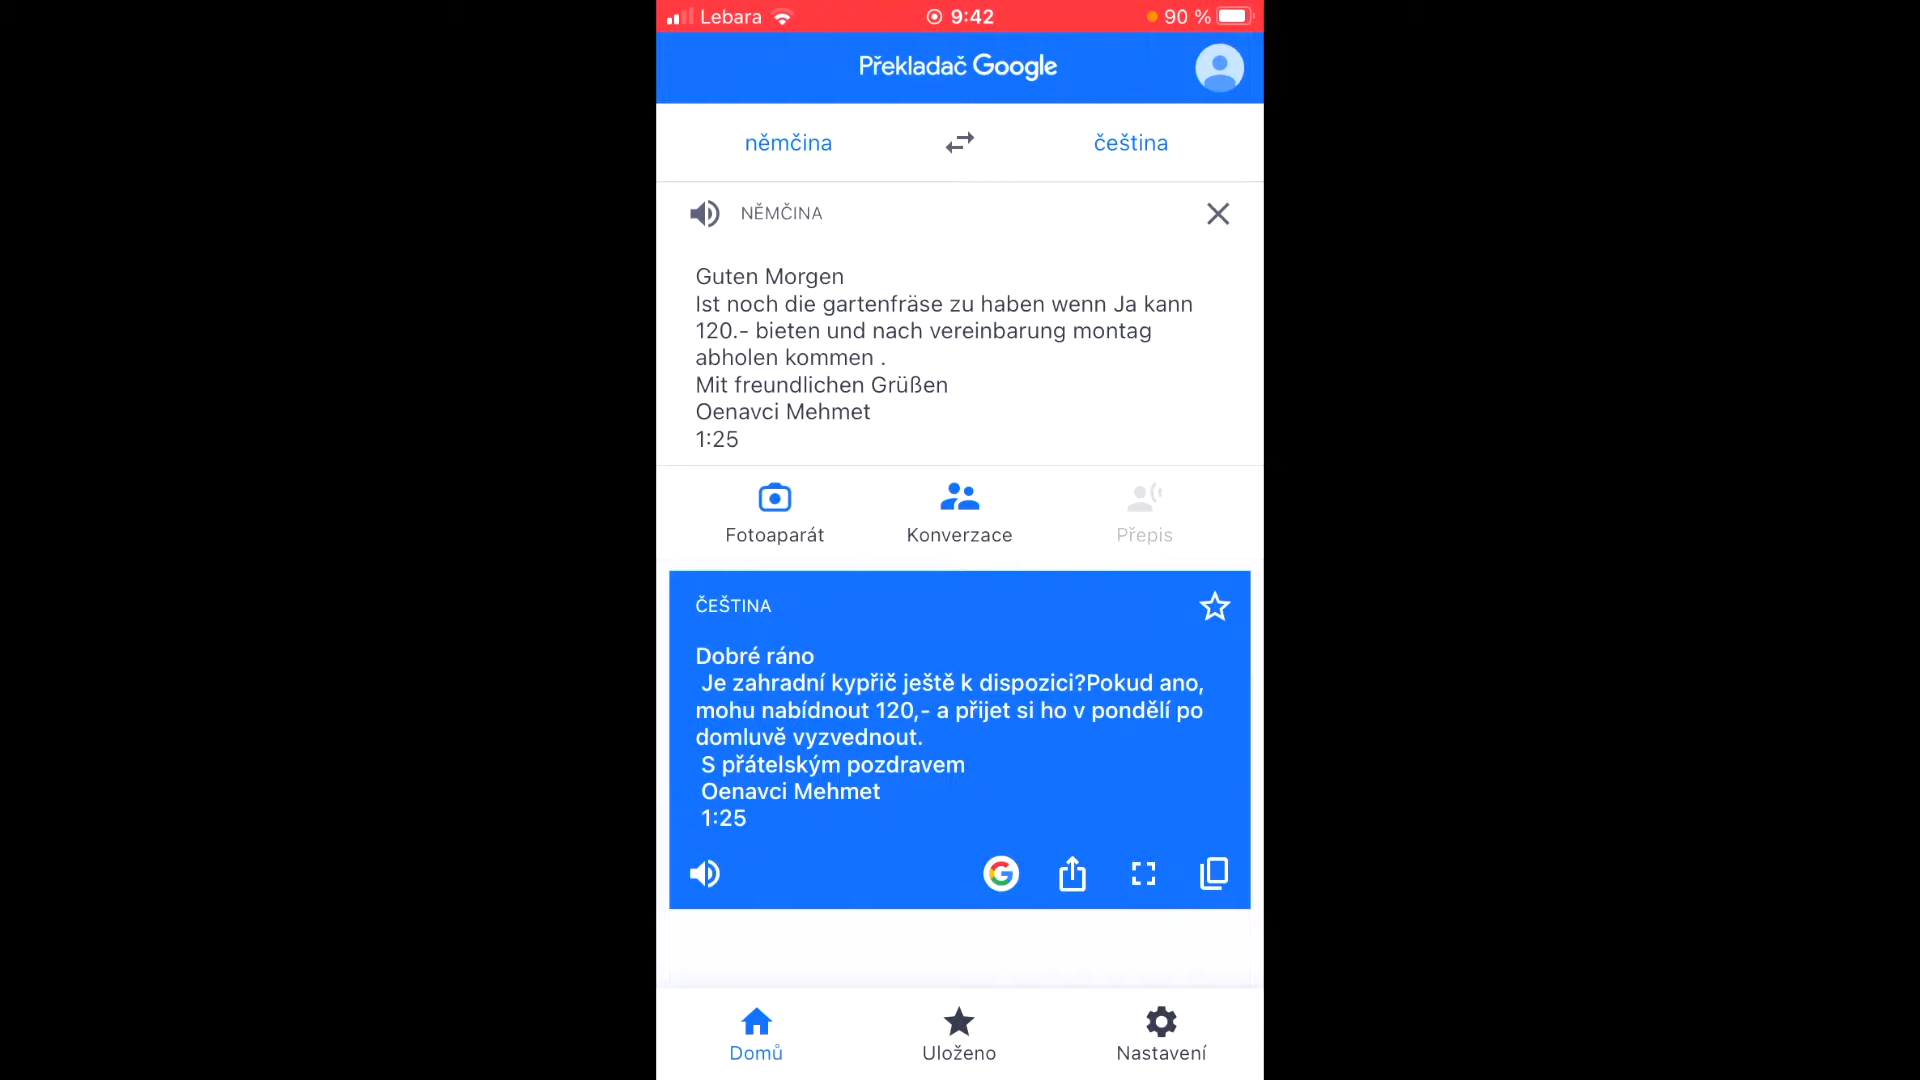 Lebara 9:42 90 %
Překladač Google
němčina čeština
NĚMČINA
Guten Morgen
Ist noch die gartenfräse zu haben wenn Ja kann
120.- bieten und nach vereinbarung montag
abholen kommen .
Mit freundlichen Grüßen
Oenavci Mehmet
1:25
Fotoaparát Konverzace Přepis
ČEŠTINA
Dobré ráno
Je zahradní kypřič ještě k dispozici?Pokud ano,
mohu nabídnout 120,- a přijet si ho v pondělí po
domluvě vyzvednout.
S přátelským pozdravem
Oenavci Mehmet
1:25
G
Domů Uloženo Nastavení